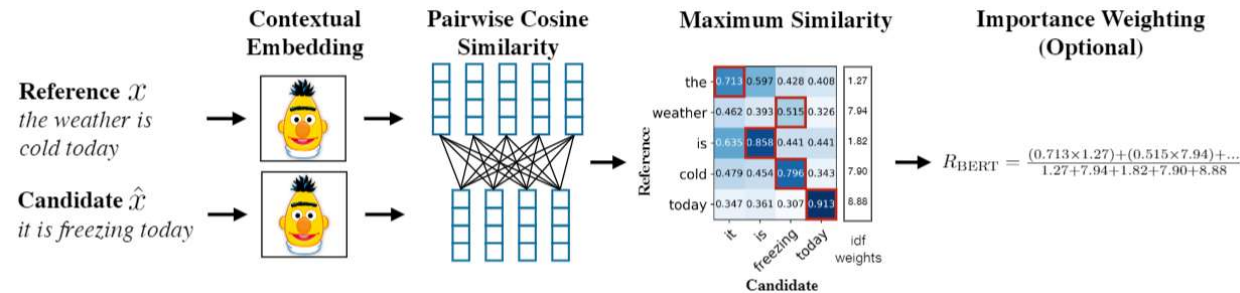 Contextual
Embedding
Pairwise Cosine
Similarity
Maximum Similarity
Importance Weighting
(Optional)
Reference x
the weather is
cold today
Candidate x̂
it is freezing today
Reference
the 0.713 0.597 0.428 0.408 1.27
weather 0.462 0.393 0.515 0.326 7.94
is 0.635 0.858 0.441 0.441 1.82
cold 0.479 0.454 0.796 0.343 7.90
today 0.347 0.361 0.307 0.913 8.88
it is freezing today
idf
weights
Candidate
R_BERT = (0.713×1.27)+(0.515×7.94)+... / 1.27+7.94+1.82+7.90+8.88